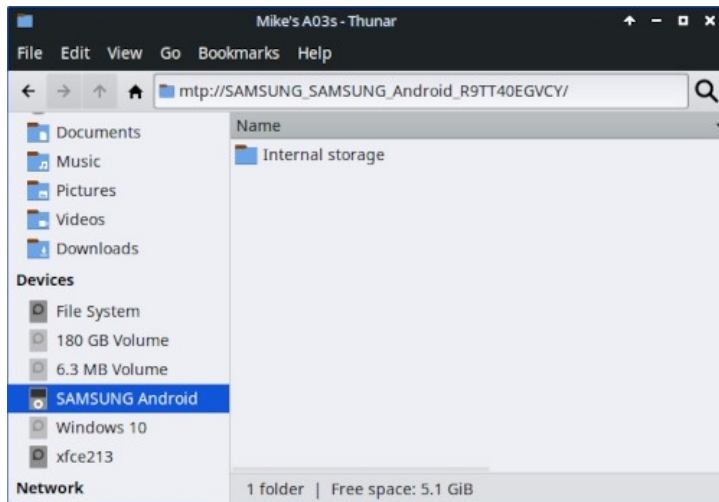 Mike's A03s - Thunar
File Edit View Go Bookmarks Help
mtp://SAMSUNG_SAMSUNG_Android_R9TT40EGVCY/
Documents
Music
Pictures
Videos
Downloads
Devices
File System
180 GB Volume
6.3 MB Volume
SAMSUNG Android
Windows 10
xfce213
Network
Name
Internal storage
1 folder | Free space: 5.1 GiB